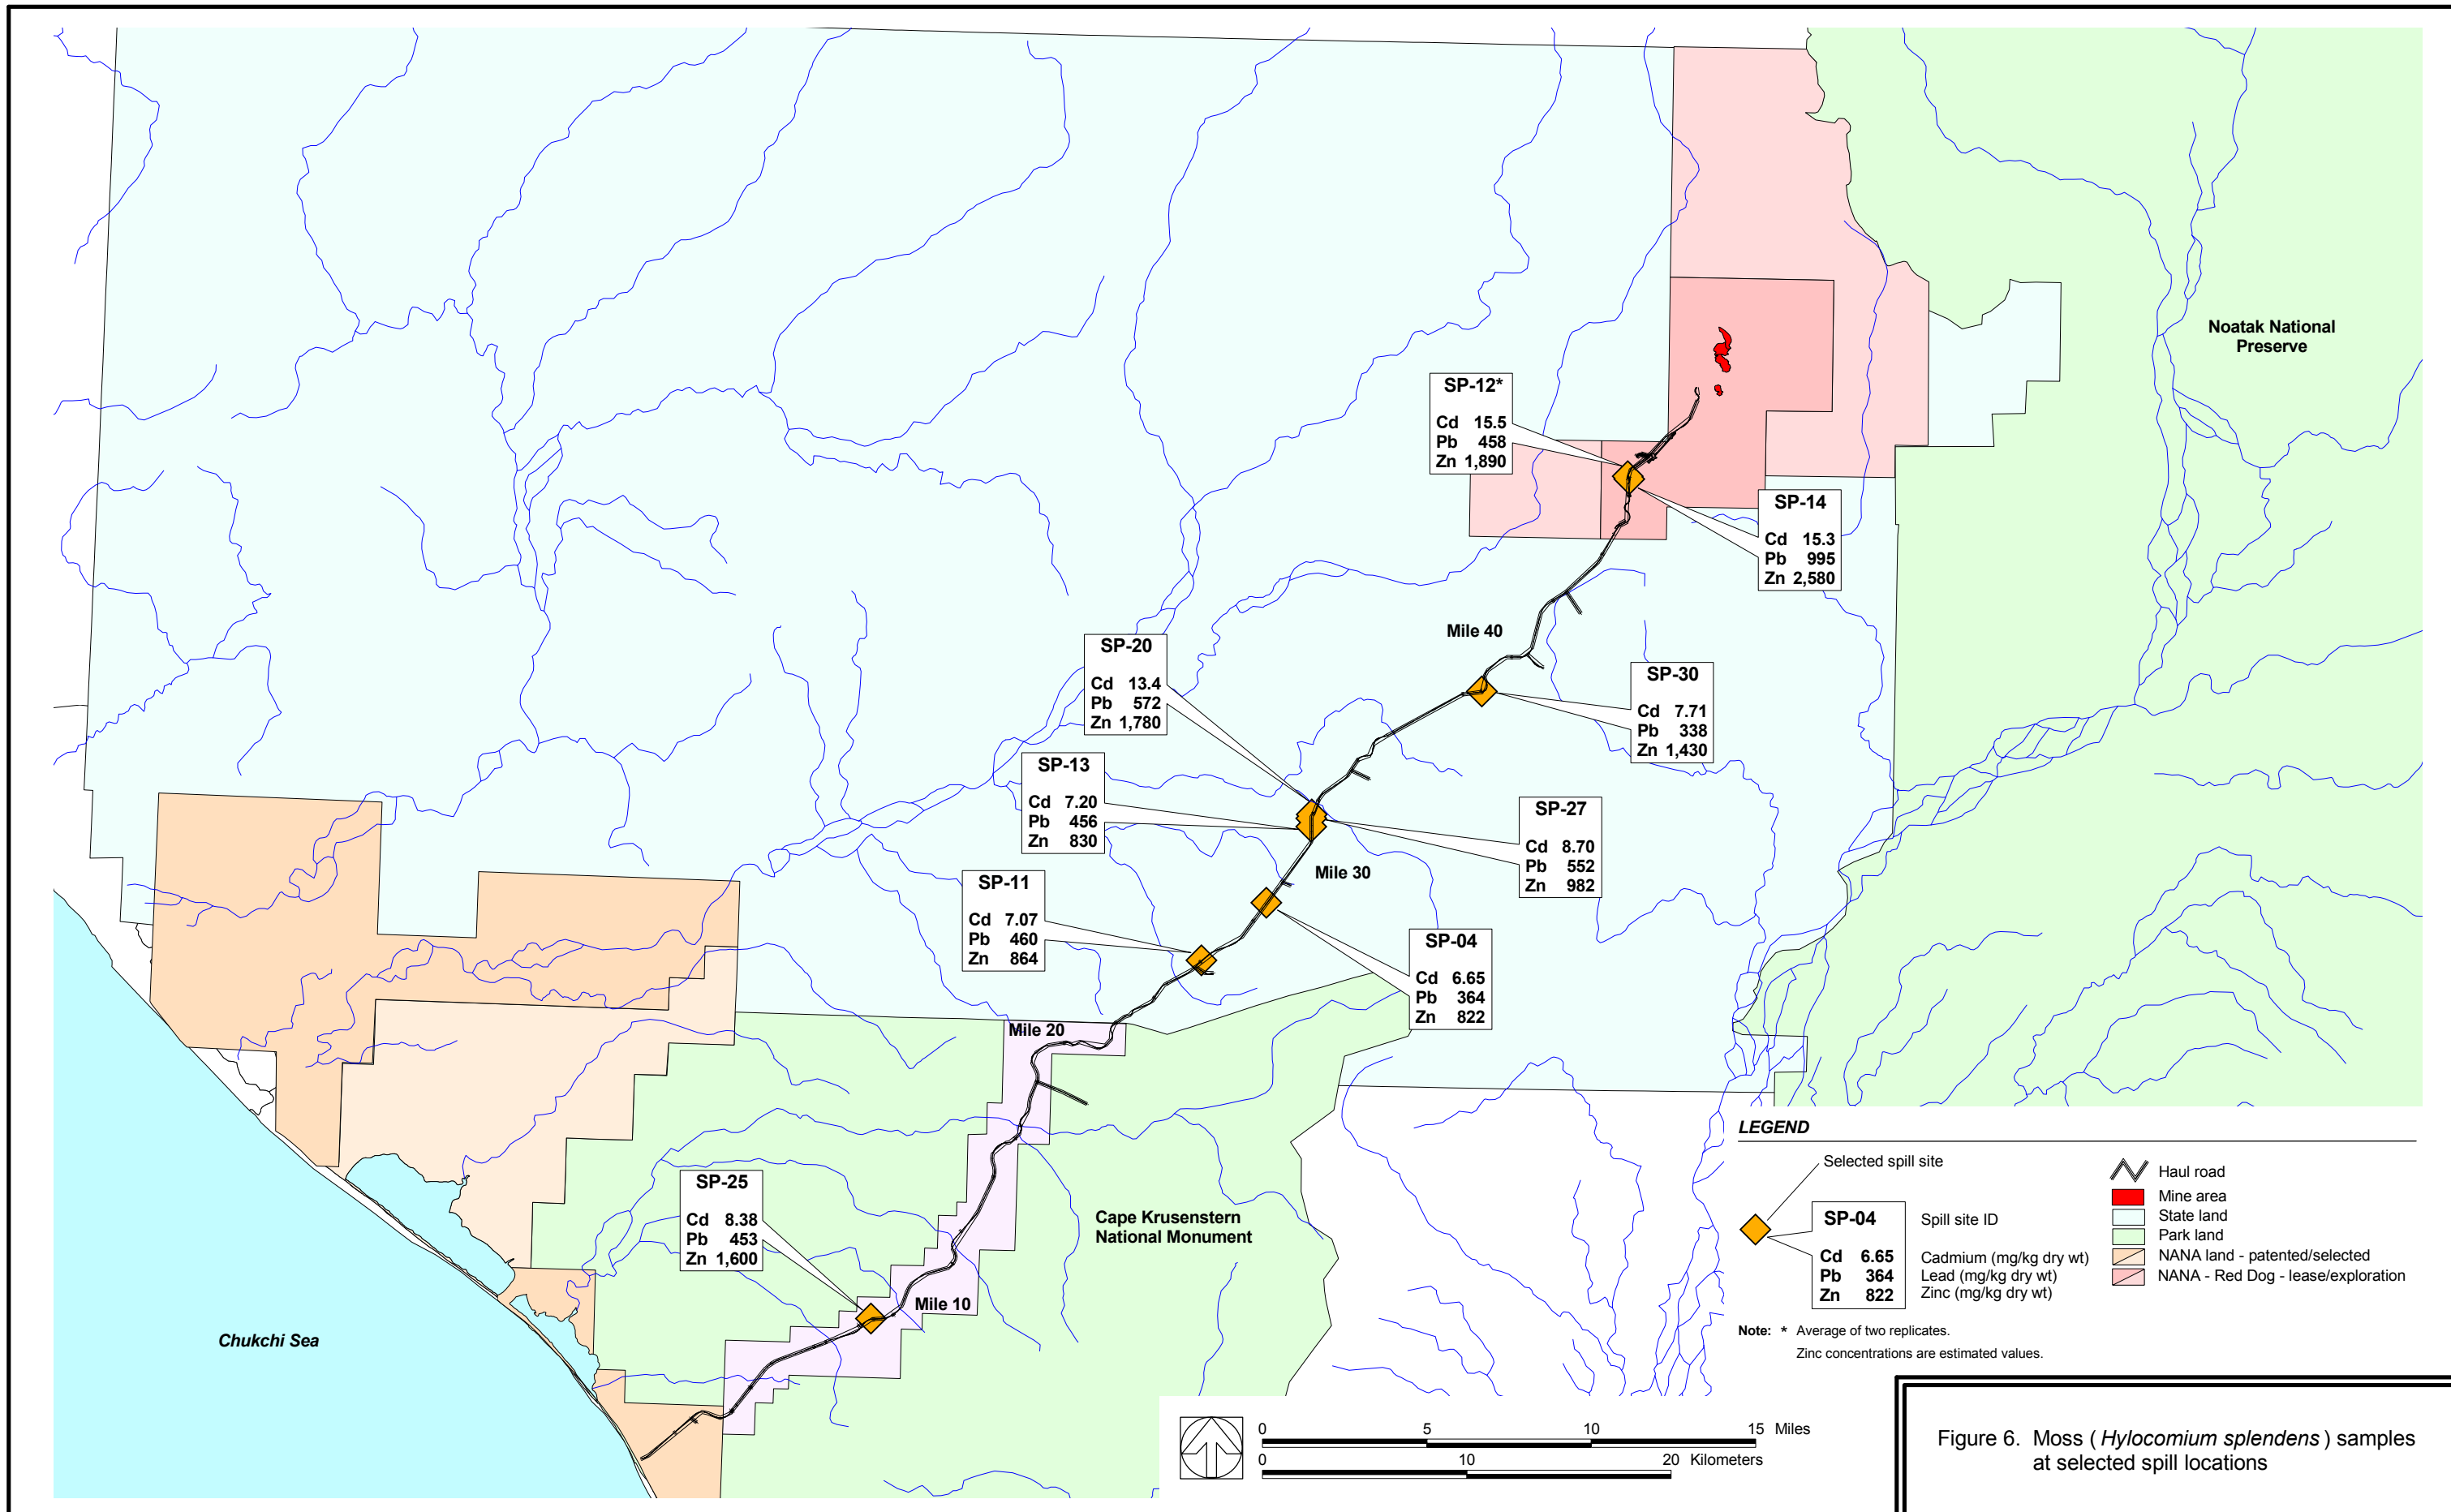 Noatak National
Preserve
SP-12*
Cd 15.5
Pb 458
Zn 1,890
SP-14
Cd 15.3
Pb 995
Zn 2,580
Mile 40
SP-20
Cd 13.4
Pb 572
Zn 1,780
SP-30
Cd 7.71
Pb 338
Zn 1,430
SP-13
Cd 7.20
Pb 456
Zn 830
SP-27
Cd 8.70
Pb 552
Zn 982
Mile 30
SP-11
Cd 7.07
Pb 460
Zn 864
SP-04
Cd 6.65
Pb 364
Zn 822
Mile 20
SP-25
Cd 8.38
Pb 453
Zn 1,600
Cape Krusenstern
National Monument
Mile 10
Chukchi Sea
LEGEND
Selected spill site
SP-04
Spill site ID
Cd 6.65 Cadmium (mg/kg dry wt)
Pb 364 Lead (mg/kg dry wt)
Zn 822 Zinc (mg/kg dry wt)
Haul road
Mine area
State land
Park land
NANA land - patented/selected
NANA - Red Dog - lease/exploration
Note: * Average of two replicates.
Zinc concentrations are estimated values.
0 5 10 15 Miles
0 10 20 Kilometers
Figure 6. Moss ( Hylocomium splendens ) samples
at selected spill locations